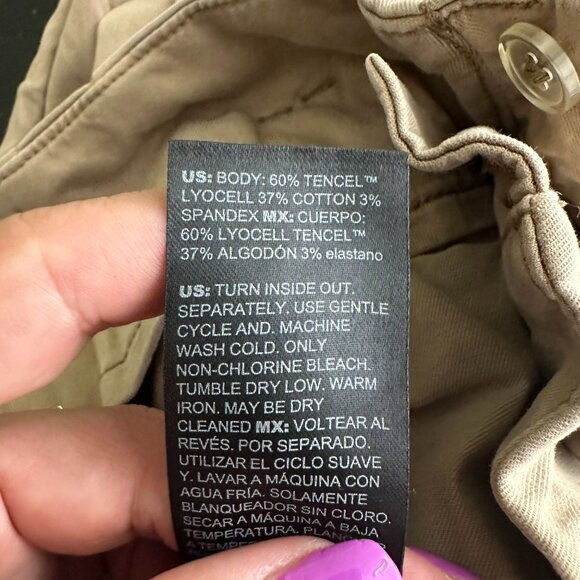 US: BODY: 60% TENCEL™
LYOCELL 37% COTTON 3%
SPANDEX MX: CUERPO:
60% LYOCELL TENCEL™
37% ALGODÓN 3% elastano
US: TURN INSIDE OUT.
SEPARATELY. USE GENTLE
CYCLE AND. MACHINE
WASH COLD. ONLY
NON-CHLORINE BLEACH.
TUMBLE DRY LOW. WARM
IRON. MAY BE DRY
CLEANED MX: VOLTEAR AL
REVÉS. POR SEPARADO.
UTILIZAR EL CICLO SUAVE
Y. LAVAR A MÁQUINA CON
AGUA FRÍA. SOLAMENTE
BLANQUEADOR SIN CLORO.
SECAR A MÁQUINA A BAJA
TEMPERATURA.